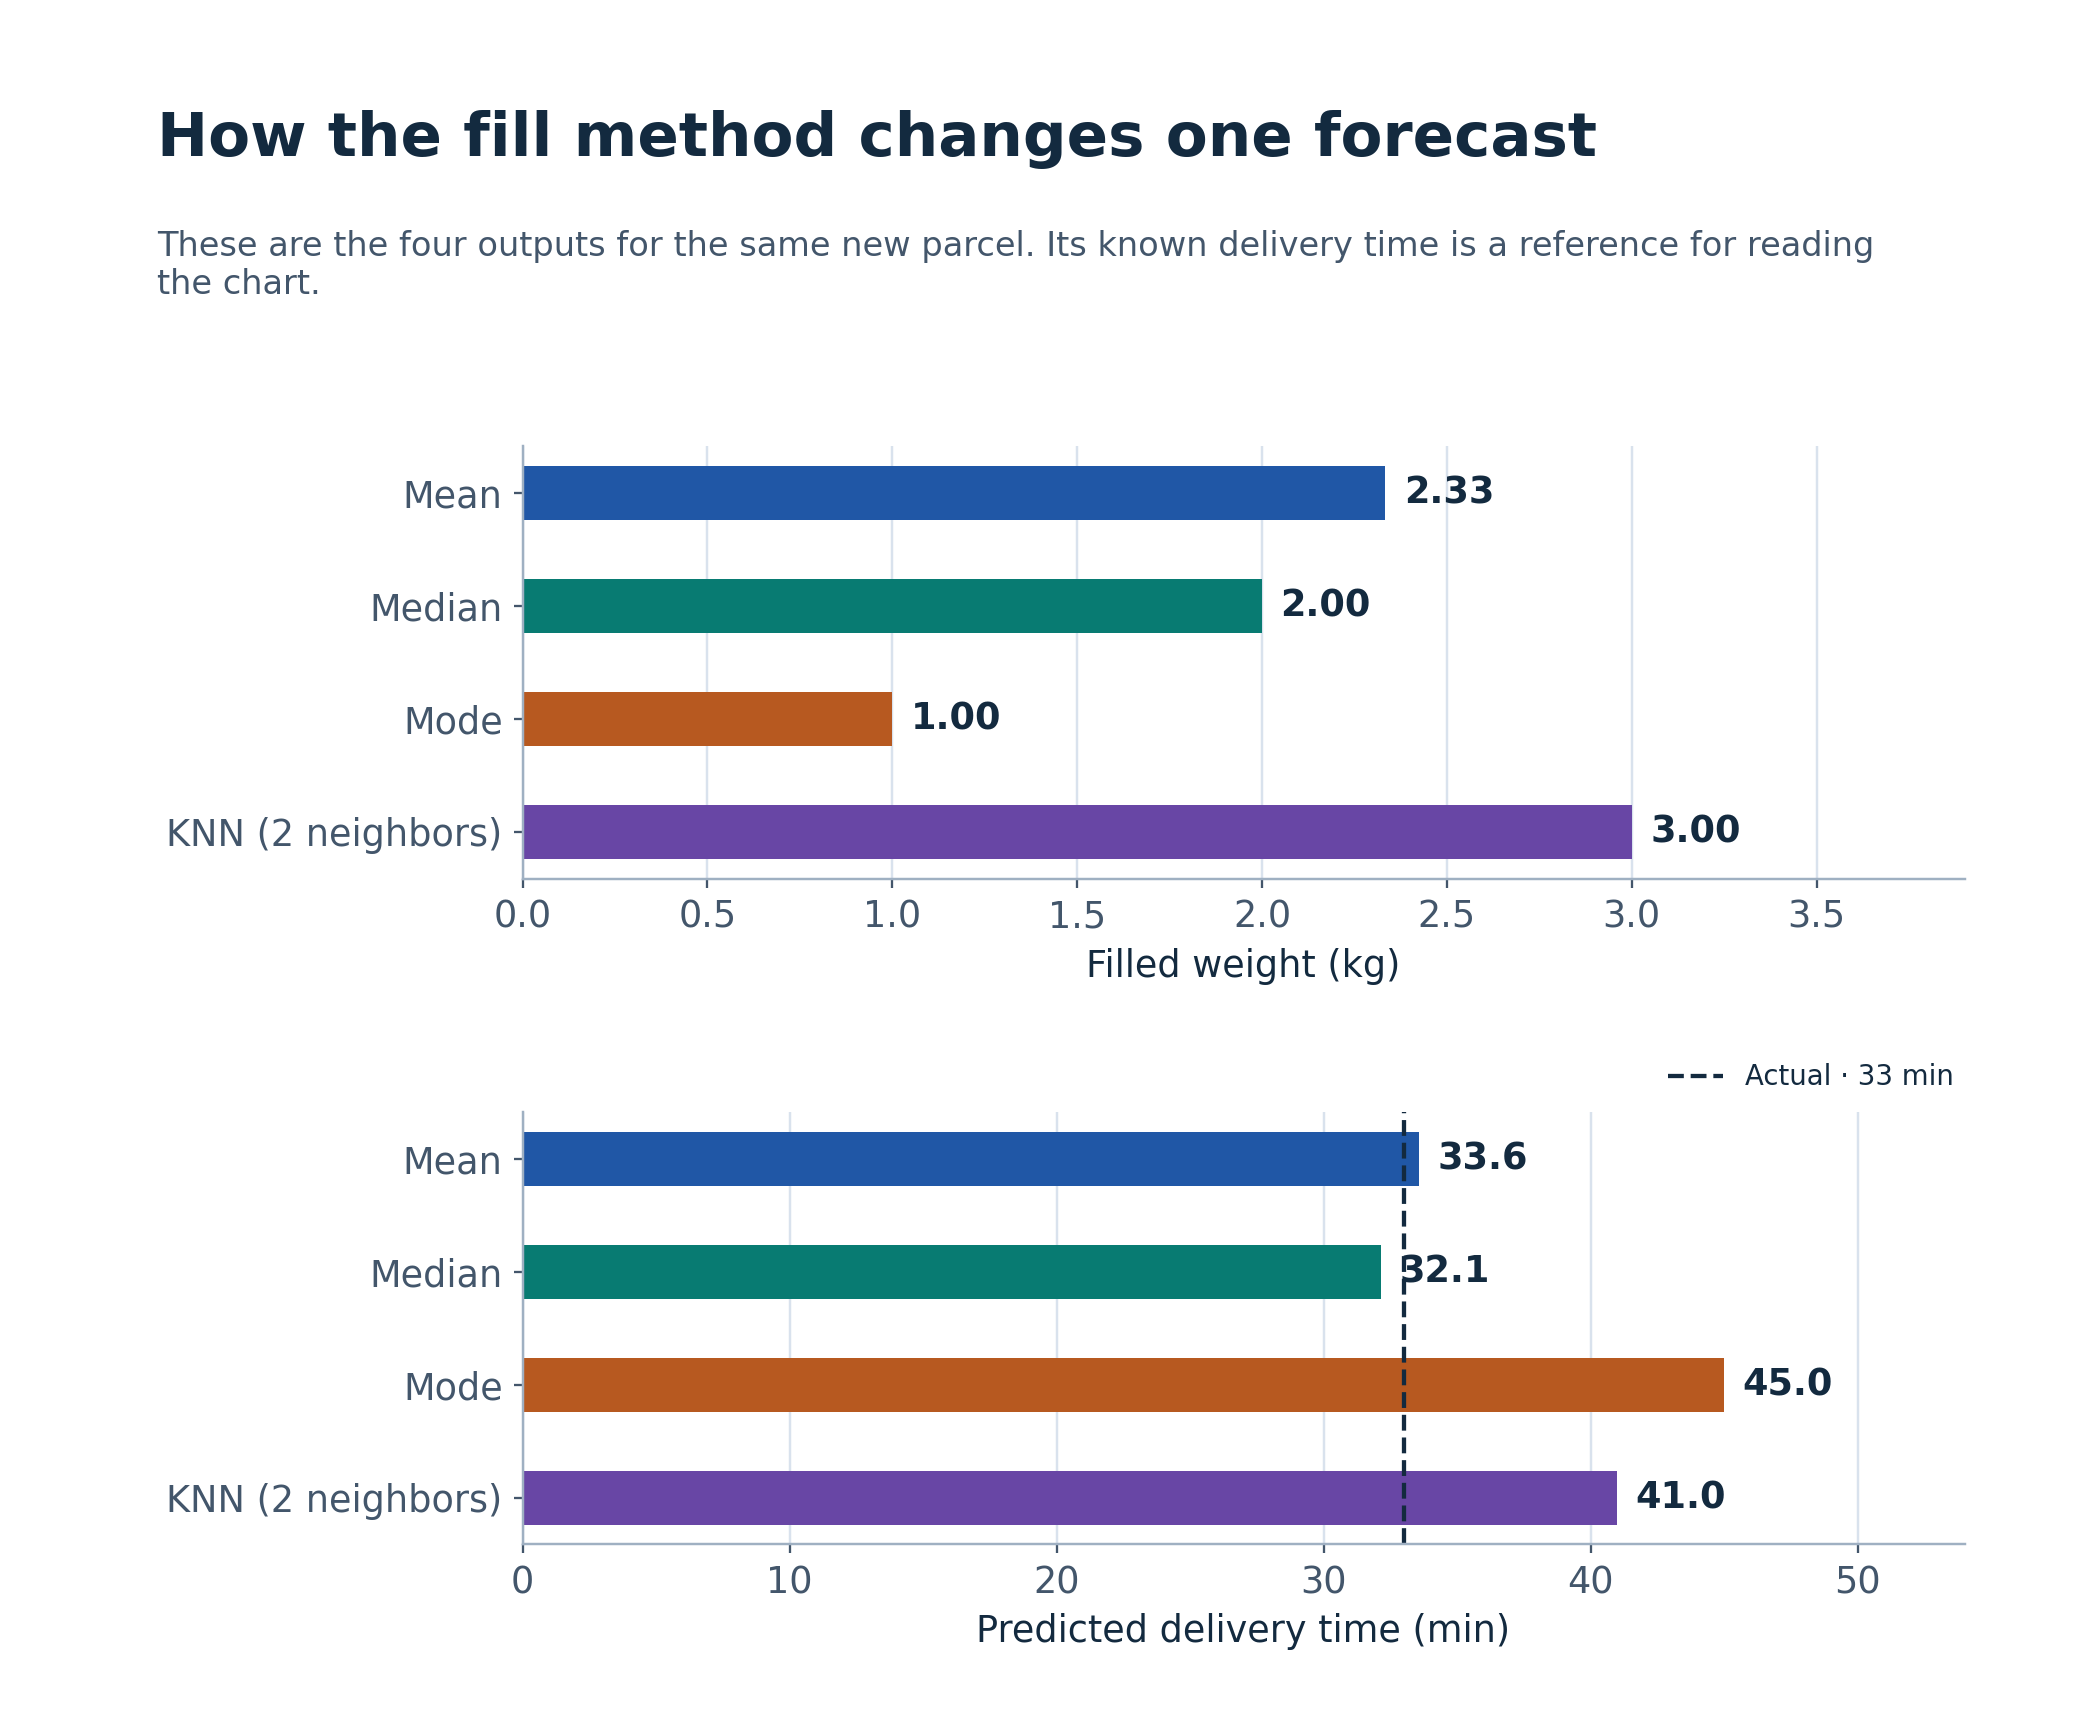 How the fill method changes one forecast
These are the four outputs for the same new parcel. Its known delivery time is a reference for reading
the chart.
Mean
2.33
Median
2.00
Mode
1.00
KNN (2 neighbors)
3.00
0.0 0.5 1.0 1.5 2.0 2.5 3.0 3.5
Filled weight (kg)
Actual · 33 min
Mean
33.6
Median
32.1
Mode
45.0
KNN (2 neighbors)
41.0
0 10 20 30 40 50
Predicted delivery time (min)